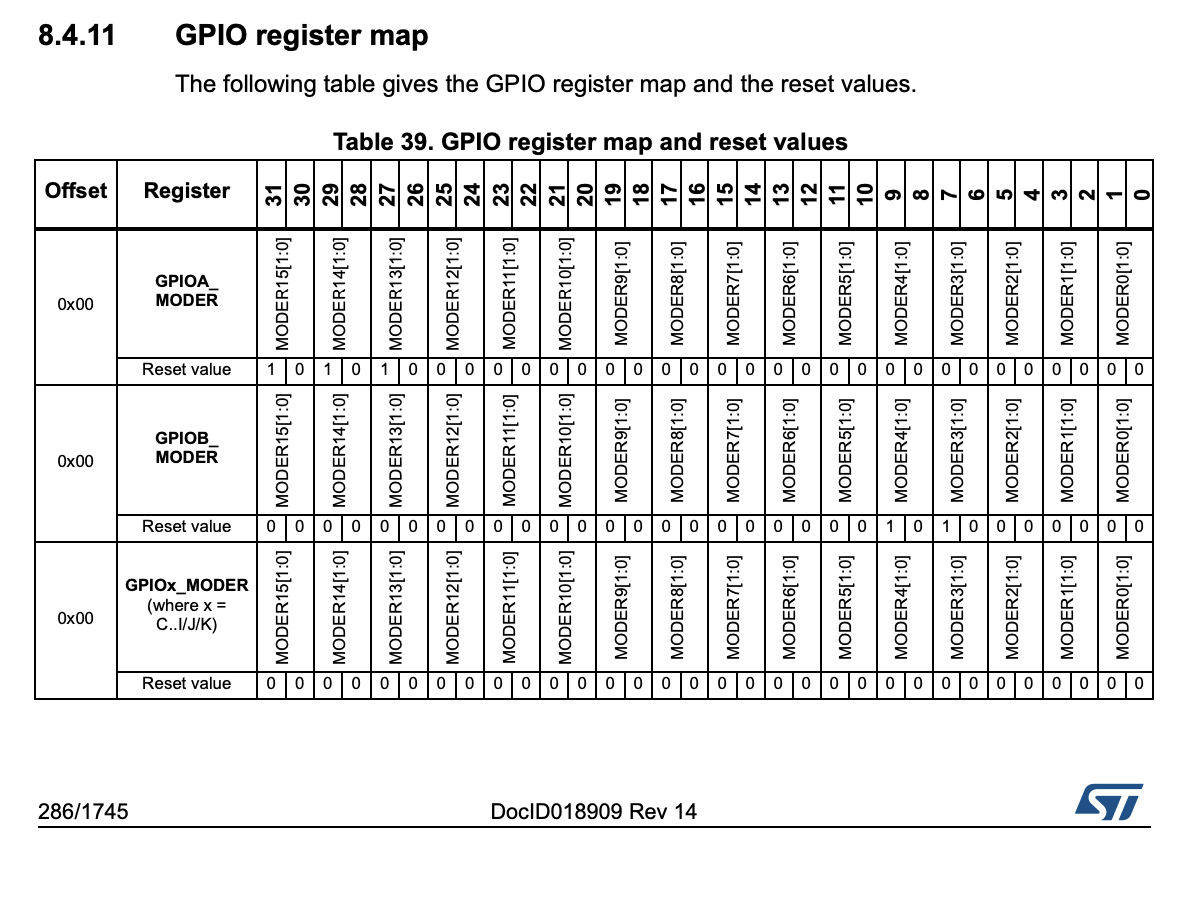 8.4.11 GPIO register map
The following table gives the GPIO register map and the reset values.
Table 39. GPIO register map and reset values
Offset Register 31 30 29 28 27 26 25 24 23 22 21 20 19 18 17 16 15 14 13 12 11 10 9 8 7 6 5 4 3 2 1 0
0x00 GPIOA_ MODER MODER15[1:0] MODER14[1:0] MODER13[1:0] MODER12[1:0] MODER11[1:0] MODER10[1:0] MODER9[1:0] MODER8[1:0] MODER7[1:0] MODER6[1:0] MODER5[1:0] MODER4[1:0] MODER3[1:0] MODER2[1:0] MODER1[1:0] MODER0[1:0]
Reset value 1 0 1 0 1 0 0 0 0 0 0 0 0 0 0 0 0 0 0 0 0 0 0 0 0 0 0 0 0 0 0 0
0x00 GPIOB_ MODER MODER15[1:0] MODER14[1:0] MODER13[1:0] MODER12[1:0] MODER11[1:0] MODER10[1:0] MODER9[1:0] MODER8[1:0] MODER7[1:0] MODER6[1:0] MODER5[1:0] MODER4[1:0] MODER3[1:0] MODER2[1:0] MODER1[1:0] MODER0[1:0]
Reset value 0 0 0 0 0 0 0 0 0 0 0 0 0 0 0 0 0 0 0 0 0 0 1 0 1 0 0 0 0 0 0 0
0x00 GPIOx_MODER (where x = C..I/J/K) MODER15[1:0] MODER14[1:0] MODER13[1:0] MODER12[1:0] MODER11[1:0] MODER10[1:0] MODER9[1:0] MODER8[1:0] MODER7[1:0] MODER6[1:0] MODER5[1:0] MODER4[1:0] MODER3[1:0] MODER2[1:0] MODER1[1:0] MODER0[1:0]
Reset value 0 0 0 0 0 0 0 0 0 0 0 0 0 0 0 0 0 0 0 0 0 0 0 0 0 0 0 0 0 0 0 0
286/1745 DocID018909 Rev 14 ST